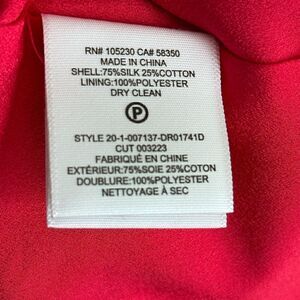 RN# 105230 CA# 58350
MADE IN CHINA
SHELL:75%SILK 25%COTTON
LINING:100%POLYESTER
DRY CLEAN
P
STYLE 20-1-007137-DR01741D
CUT 003223
FABRIQUÉ EN CHINE
EXTÉRIEUR:75%SOIE 25%COTON
DOUBLURE:100%POLYESTER
NETTOYAGE À SEC